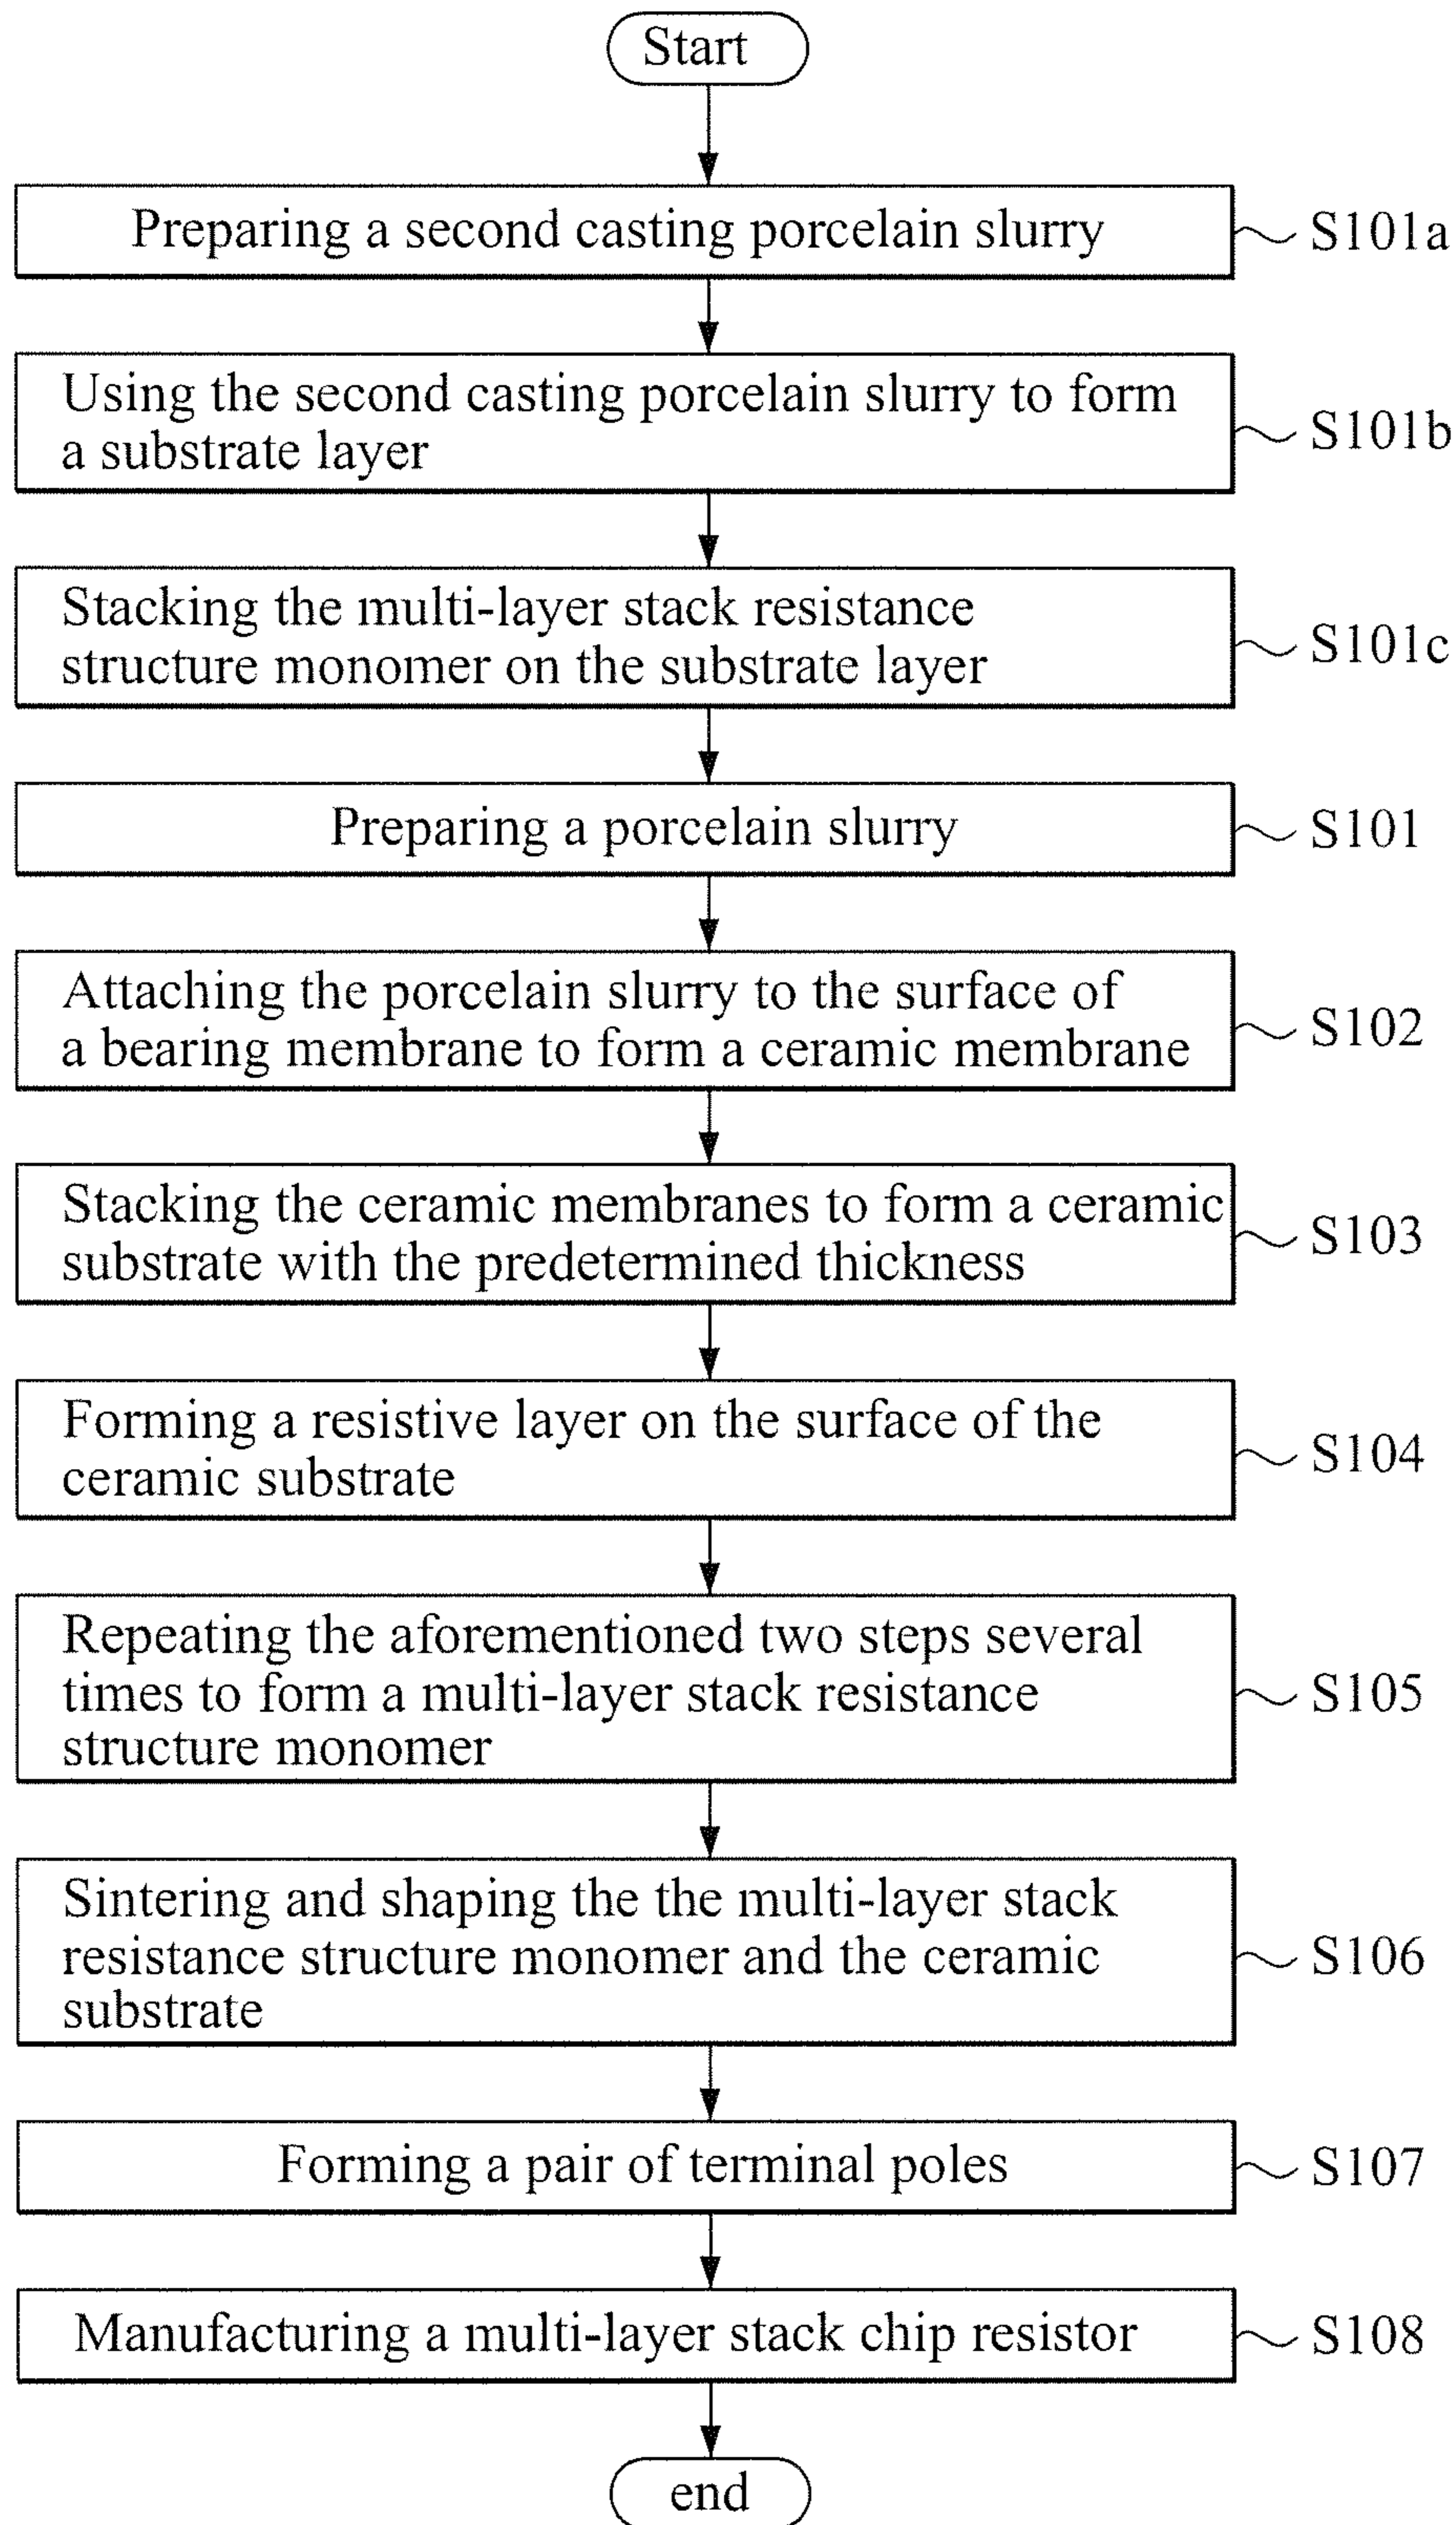 Start
Preparing a second casting porcelain slurry
S101a
Using the second casting porcelain slurry to form
a substrate layer
S101b
Stacking the multi-layer stack resistance
structure monomer on the substrate layer
S101c
Preparing a porcelain slurry
S101
Attaching the porcelain slurry to the surface of
a bearing membrane to form a ceramic membrane
S102
Stacking the ceramic membranes to form a ceramic
substrate with the predetermined thickness
S103
Forming a resistive layer on the surface of the
ceramic substrate
S104
Repeating the aforementioned two steps several
times to form a multi-layer stack resistance
structure monomer
S105
Sintering and shaping the the multi-layer stack
resistance structure monomer and the ceramic
substrate
S106
Forming a pair of terminal poles
S107
Manufacturing a multi-layer stack chip resistor
S108
end